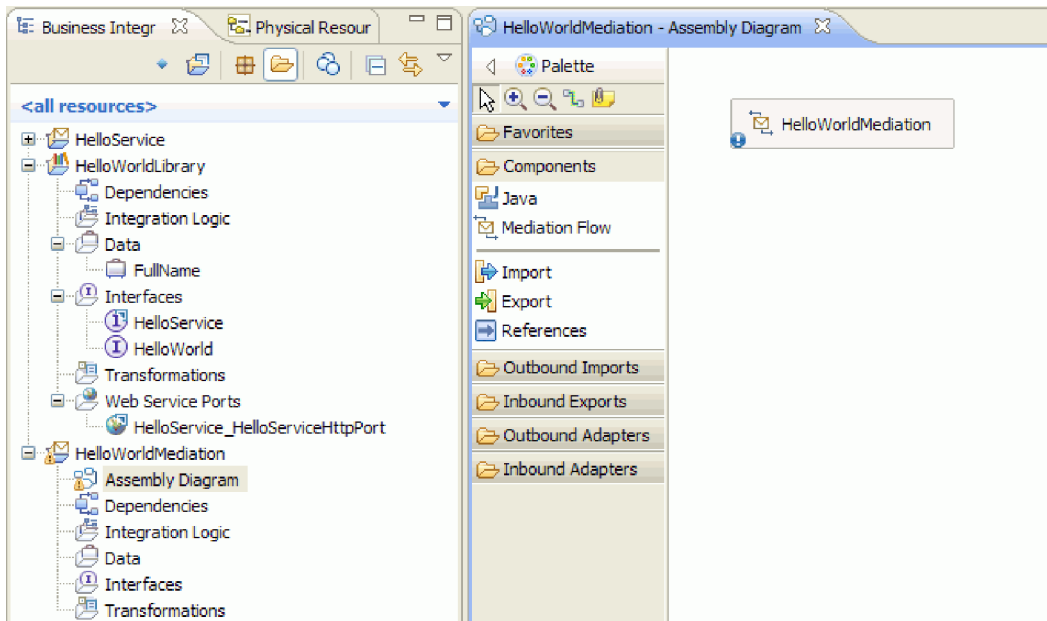 Business Integr
Physical Resour
<all resources>
HelloService
HelloWorldLibrary
Dependencies
Integration Logic
Data
FullName
Interfaces
HelloService
HelloWorld
Transformations
Web Service Ports
HelloService_HelloServiceHttpPort
HelloWorldMediation
Assembly Diagram
Dependencies
Integration Logic
Data
Interfaces
Transformations
HelloWorldMediation - Assembly Diagram
Palette
Favorites
Components
Java
Mediation Flow
Import
Export
References
Outbound Imports
Inbound Exports
Outbound Adapters
Inbound Adapters
HelloWorldMediation